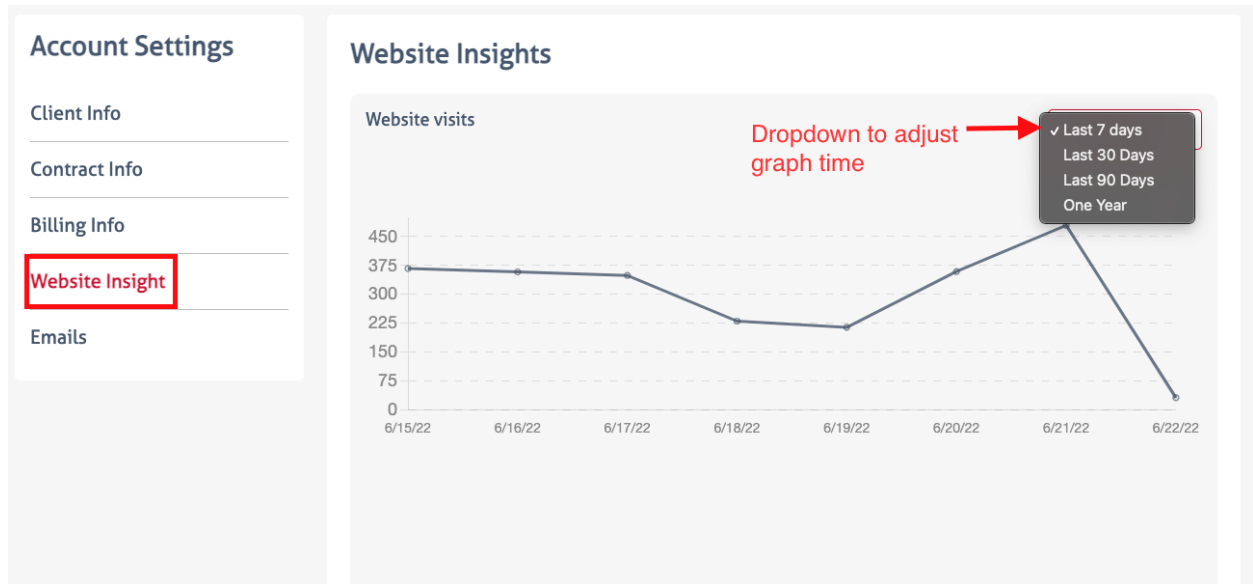 Account Settings
Client Info
Contract Info
Billing Info
Website Insight
Emails
Website Insights
Website visits
Dropdown to adjust
graph time
✓ Last 7 days
Last 30 Days
Last 90 Days
One Year
450
375
300
225
150
75
0
6/15/22 6/16/22 6/17/22 6/18/22 6/19/22 6/20/22 6/21/22 6/22/22